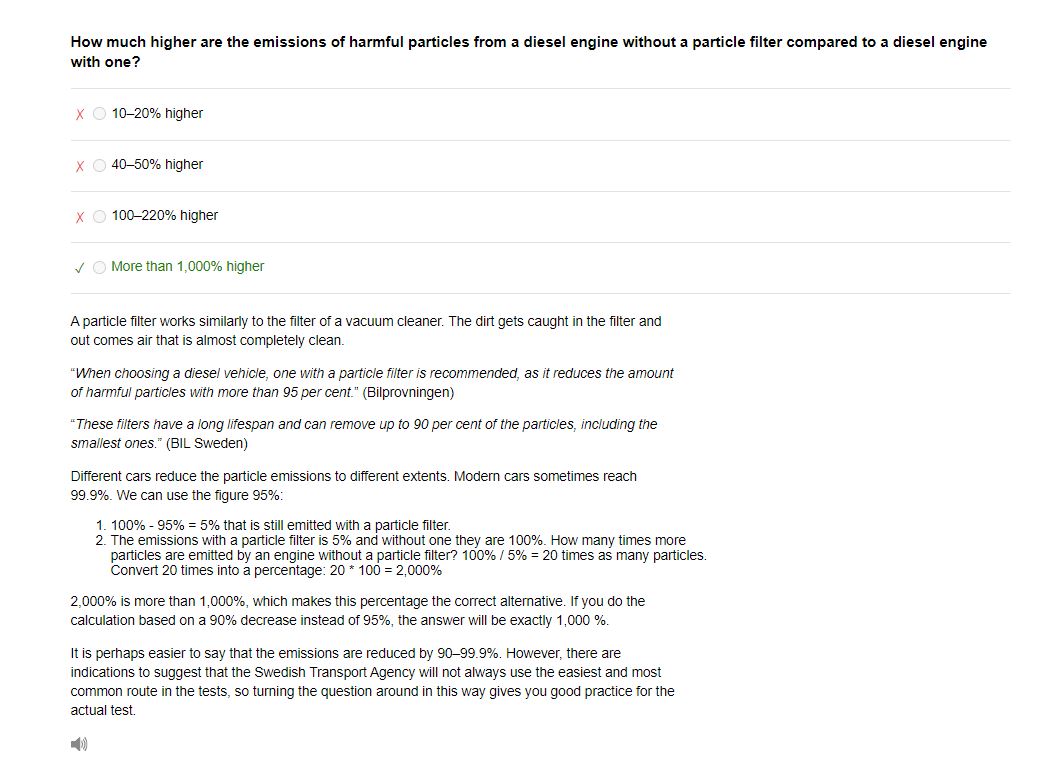 How much higher are the emissions of harmful particles from a diesel engine without a particle filter compared to a diesel engine
with one?
X 10–20% higher
X 40–50% higher
X 100–220% higher
✓ More than 1,000% higher
A particle filter works similarly to the filter of a vacuum cleaner. The dirt gets caught in the filter and
out comes air that is almost completely clean.
“When choosing a diesel vehicle, one with a particle filter is recommended, as it reduces the amount
of harmful particles with more than 95 per cent.” (Bilprovningen)
“These filters have a long lifespan and can remove up to 90 per cent of the particles, including the
smallest ones.” (BIL Sweden)
Different cars reduce the particle emissions to different extents. Modern cars sometimes reach
99.9%. We can use the figure 95%:
1. 100% - 95% = 5% that is still emitted with a particle filter.
2. The emissions with a particle filter is 5% and without one they are 100%. How many times more
particles are emitted by an engine without a particle filter? 100% / 5% = 20 times as many particles.
Convert 20 times into a percentage: 20 * 100 = 2,000%
2,000% is more than 1,000%, which makes this percentage the correct alternative. If you do the
calculation based on a 90% decrease instead of 95%, the answer will be exactly 1,000 %.
It is perhaps easier to say that the emissions are reduced by 90–99.9%. However, there are
indications to suggest that the Swedish Transport Agency will not always use the easiest and most
common route in the tests, so turning the question around in this way gives you good practice for the
actual test.